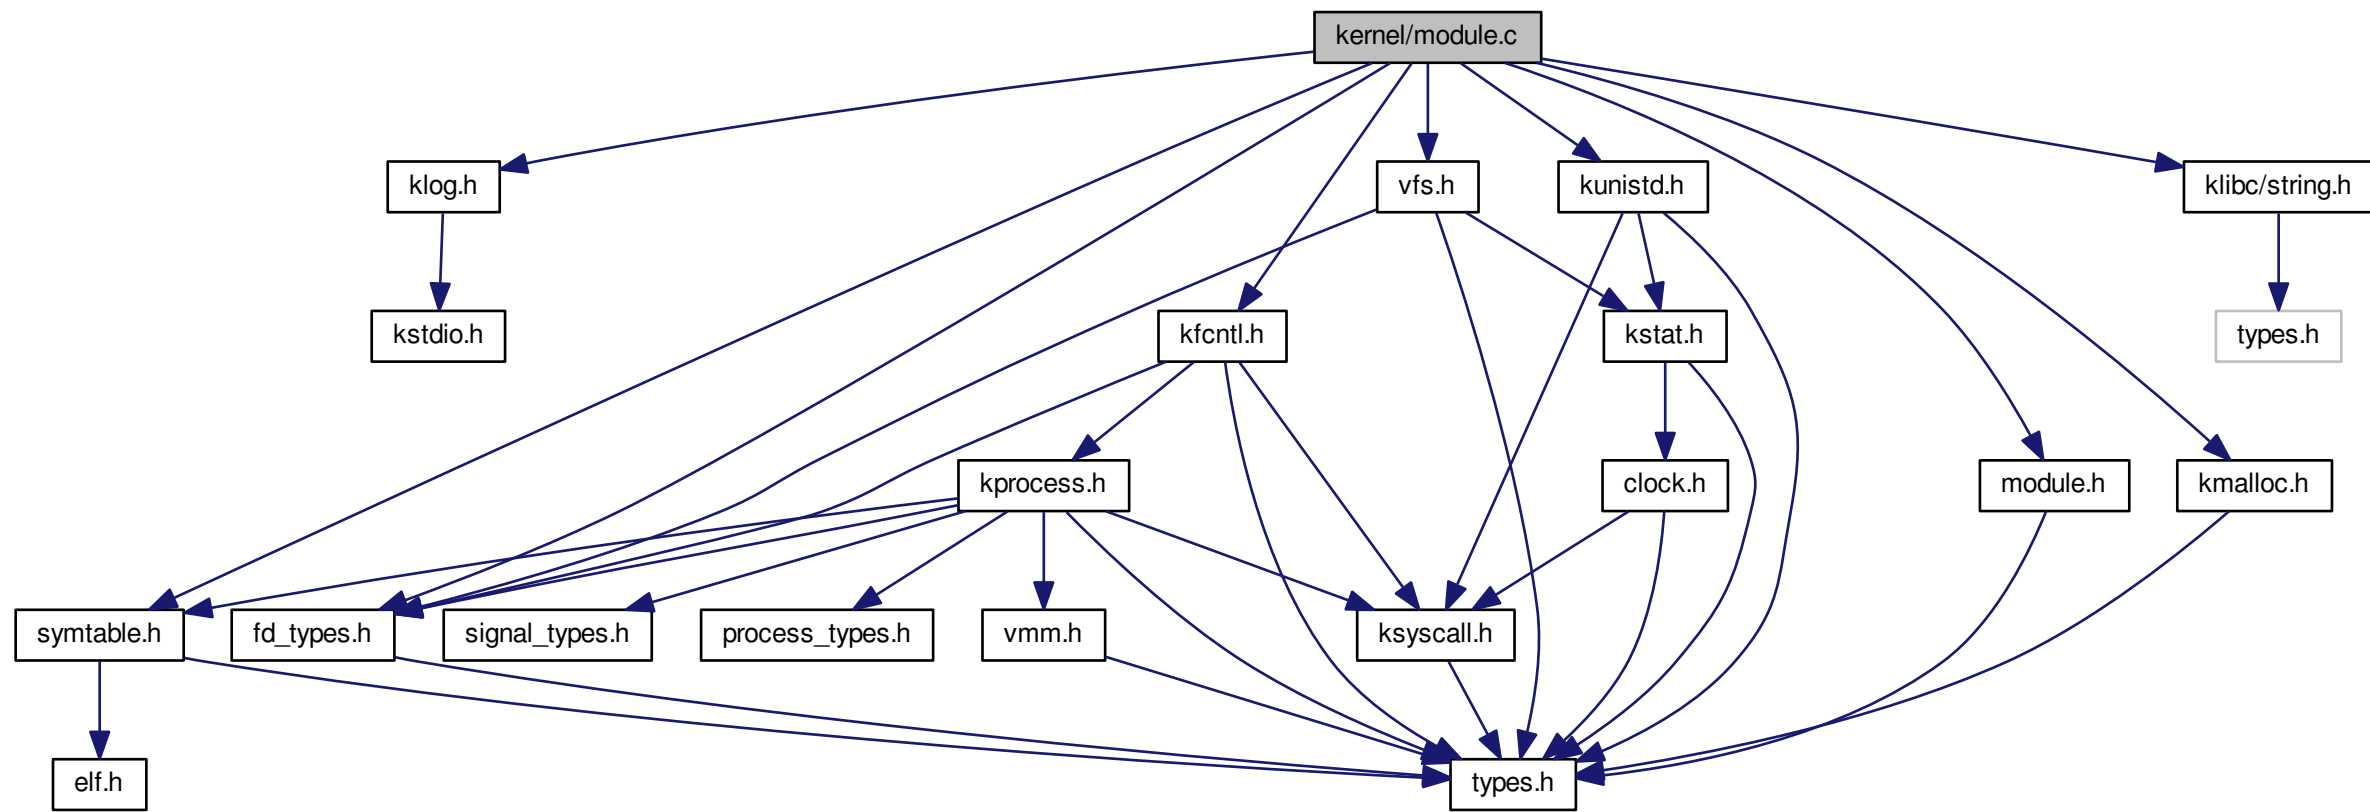 kernel/module.c
klog.h
vfs.h
kunistd.h
klibc/string.h
kstdio.h
kfcntl.h
kstat.h
types.h
kprocess.h
clock.h
module.h
kmalloc.h
symtable.h
fd_types.h
signal_types.h
process_types.h
vmm.h
ksyscall.h
elf.h
types.h